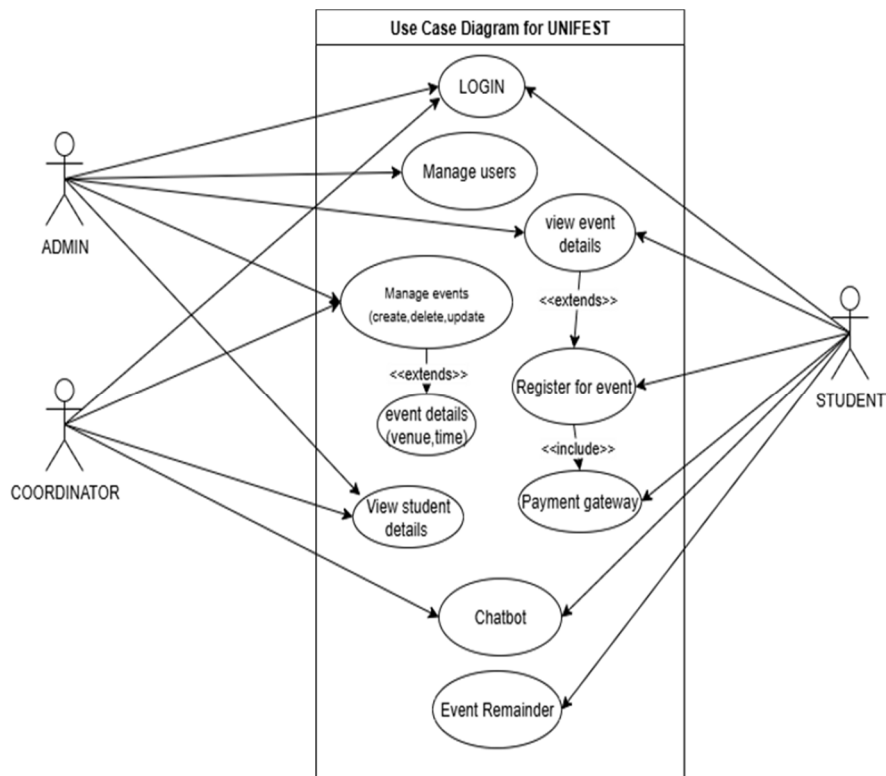 Use Case Diagram for UNIFEST
LOGIN
Manage users
ADMIN
view event
details
Manage events
(create,delete,update
<<extends>>
<<extends>>
Register for event
STUDENT
event details
(venue,time)
<<include>>
COORDINATOR
View student
details
Payment gateway
Chatbot
Event Remainder